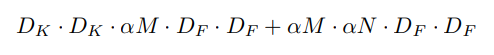 D_K · D_K · αM · D_F · D_F + αM · αN · D_F · D_F